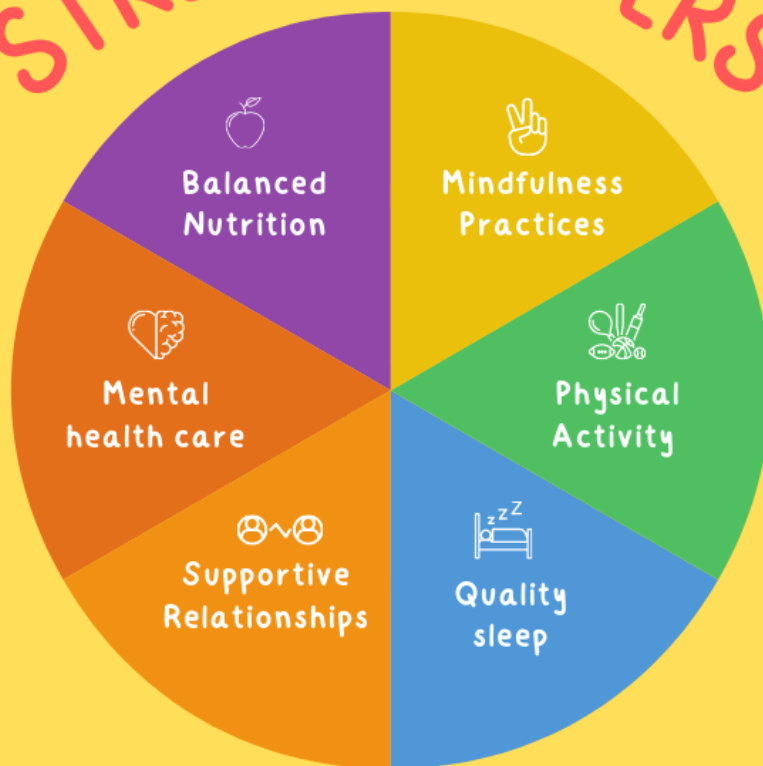 Balanced
Nutrition
Mindfulness
Practices
Mental
health care
Physical
Activity
Supportive
Relationships
Quality
sleep
z z Z